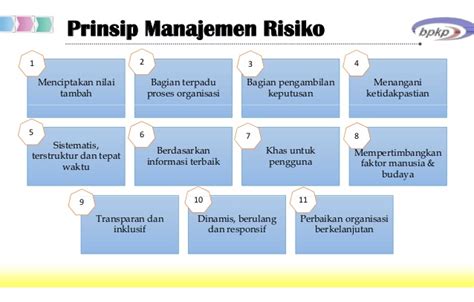 Prinsip Manajemen Risiko
bpkp
1
Menciptakan nilai
tambah
2
Bagian terpadu
proses organisasi
3
Bagian pengambilan
keputusan
4
Menangani
ketidakpastian
5
Sistematis,
terstruktur dan tepat
waktu
6
Berdasarkan
informasi terbaik
7
Khas untuk
pengguna
8
Mempertimbangkan
faktor manusia &
budaya
9
Transparan dan
inklusif
10
Dinamis, berulang
dan responsif
11
Perbaikan organisasi
berkelanjutan